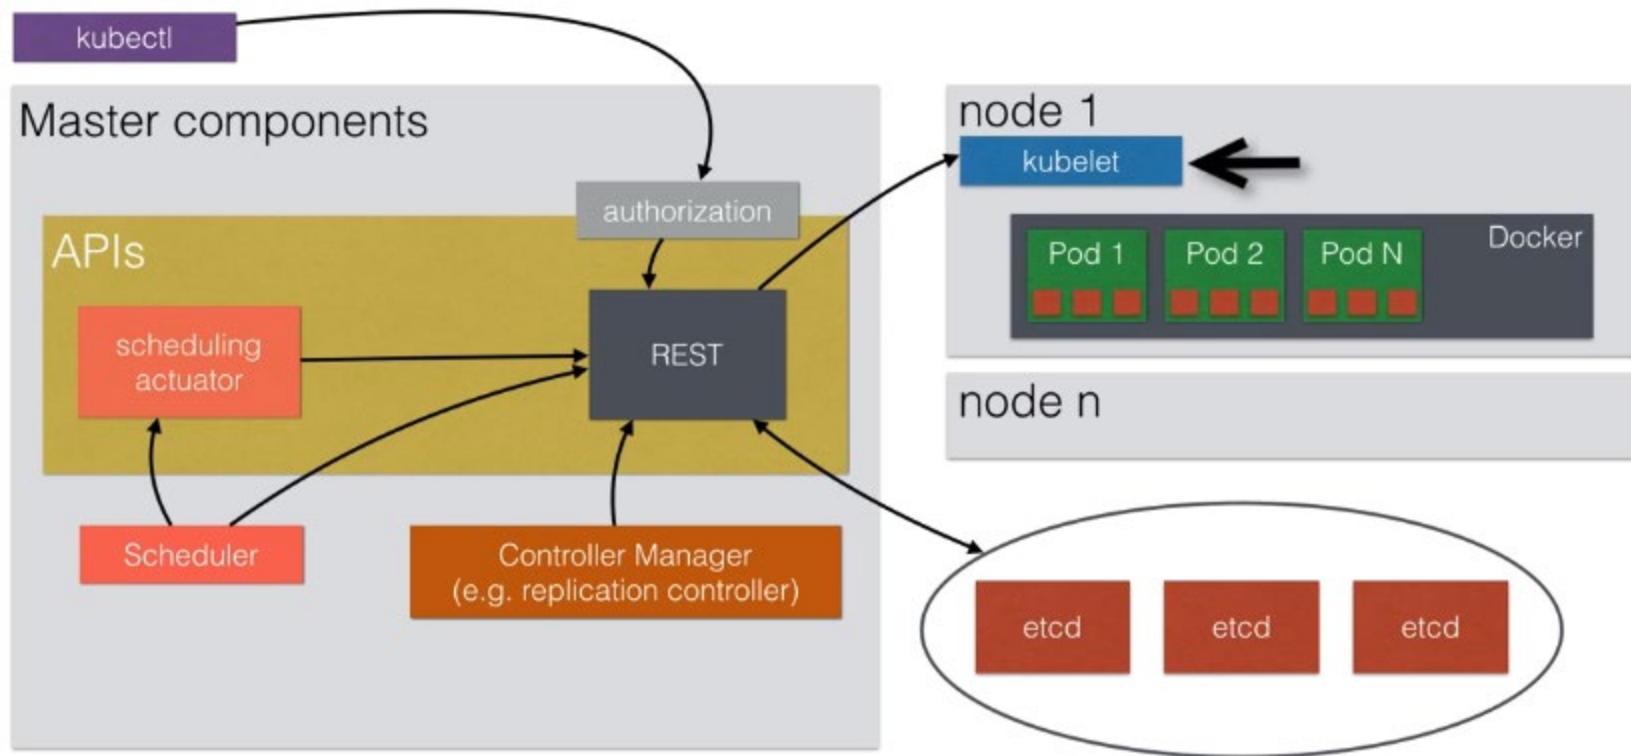 kubectl
Master components
authorization
APIs
scheduling
actuator
REST
Scheduler
Controller Manager
(e.g. replication controller)
node 1
kubelet
Docker
Pod 1
Pod 2
Pod N
node n
etcd
etcd
etcd